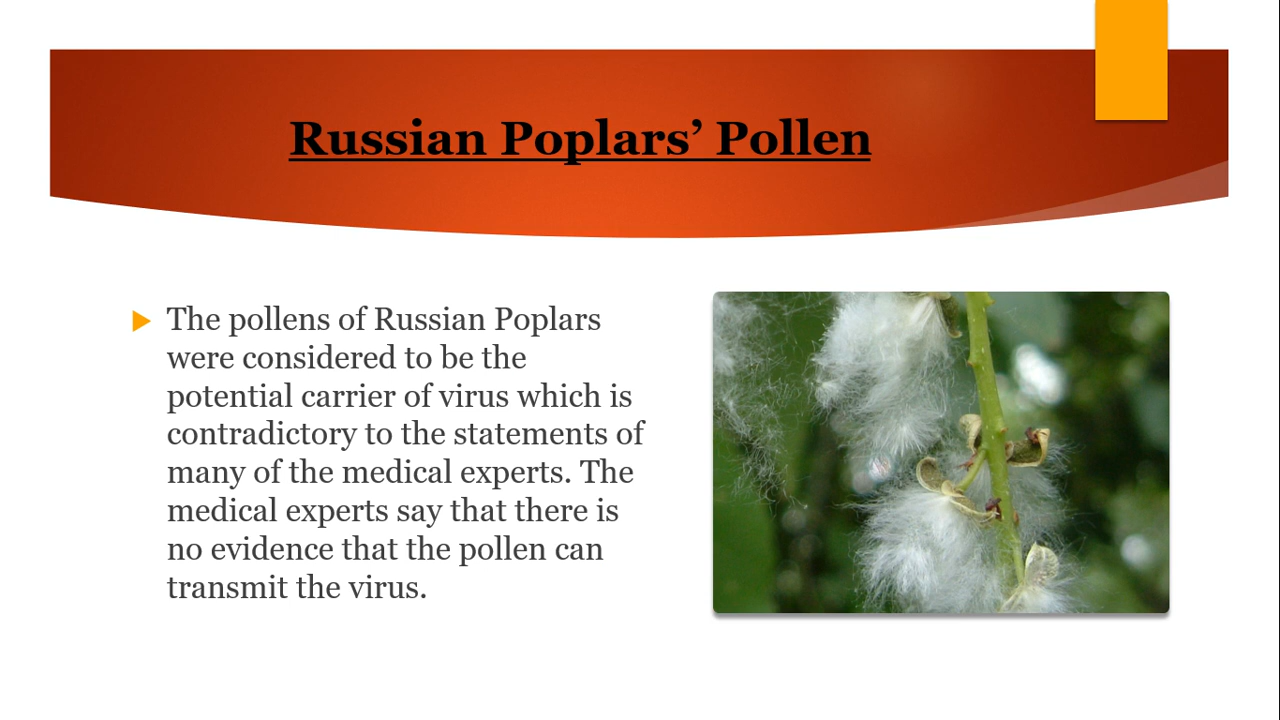 Russian Poplars’ Pollen
The pollens of Russian Poplars
were considered to be the
potential carrier of virus which is
contradictory to the statements of
many of the medical experts. The
medical experts say that there is
no evidence that the pollen can
transmit the virus.